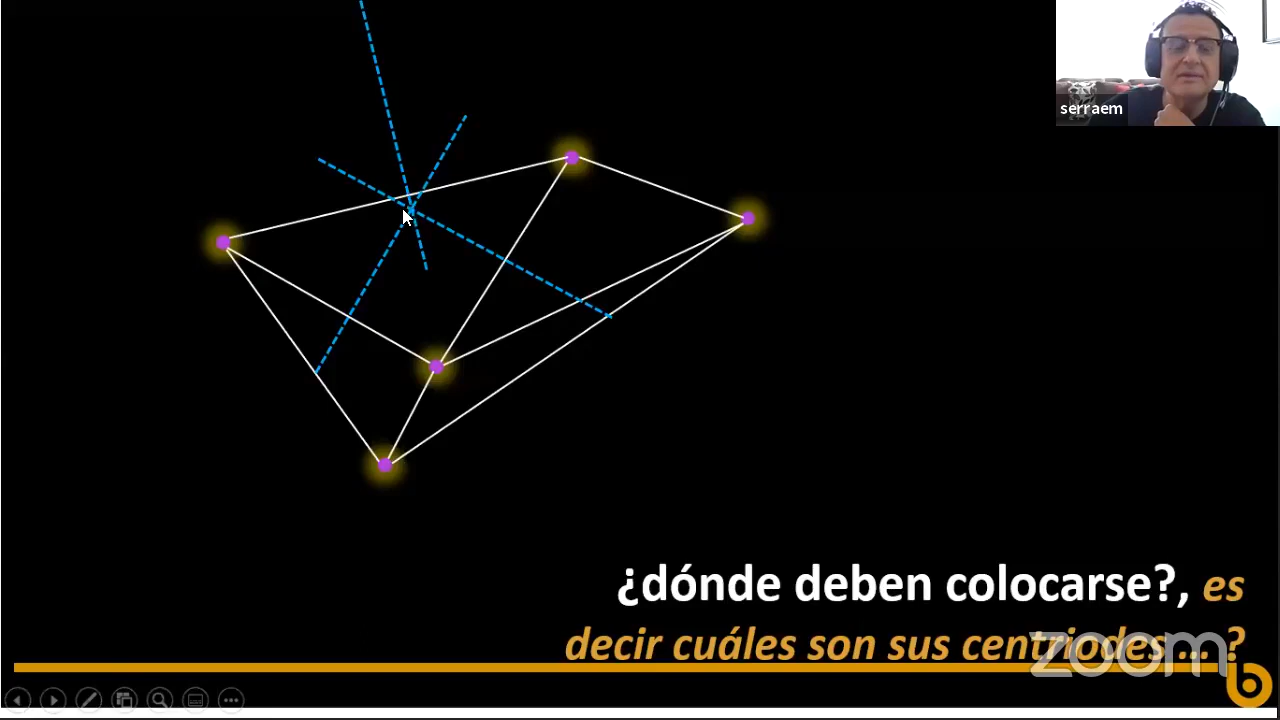 serraem
¿dónde deben colocarse?, es
decir cuáles son sus centriodes ... ?
zoom
b